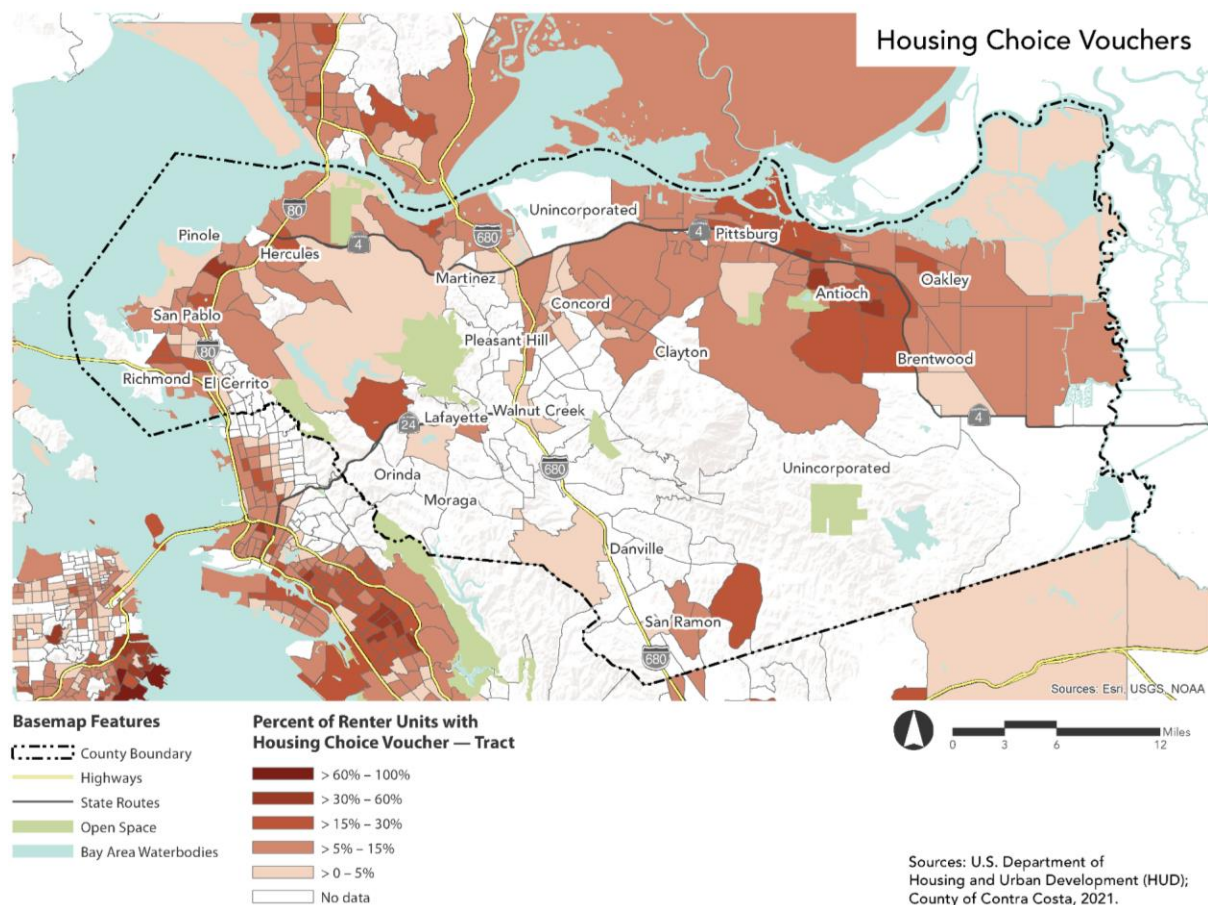 Housing Choice Vouchers
80
Unincorporated
Pinole
4
680
4
Pittsburg
Hercules
Martinez
Oakley
Antioch
San Pablo
Concord
Pleasant Hill
80
Clayton
Brentwood
Richmond
El Cerrito
Lafayette
Walnut Creek
4
24
Orinda
680
Unincorporated
Moraga
Danville
San Ramon
680
Sources: Esri, USGS, NOAA
Basemap Features
County Boundary
Highways
State Routes
Open Space
Bay Area Waterbodies
Percent of Renter Units with
Housing Choice Voucher — Tract
> 60% – 100%
> 30% – 60%
> 15% – 30%
> 5% – 15%
> 0 – 5%
No data
0 3 6 12 Miles
Sources: U.S. Department of
Housing and Urban Development (HUD);
County of Contra Costa, 2021.